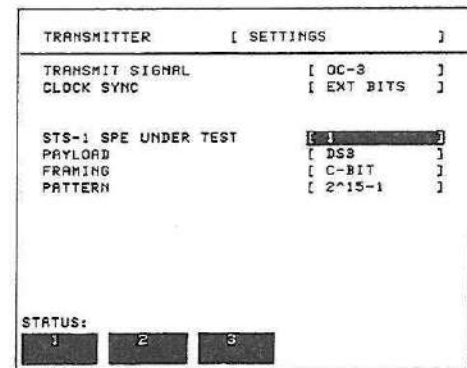 TRANSMITTER [ SETTINGS ]
TRANSMIT SIGNAL [ OC-3 ]
CLOCK SYNC [ EXT BITS ]
STS-1 SPE UNDER TEST [ 1 ]
PAYLOAD [ DS3 ]
FRAMING [ C-BIT ]
PATTERN [ 2^15-1 ]
STATUS:
1 2 3